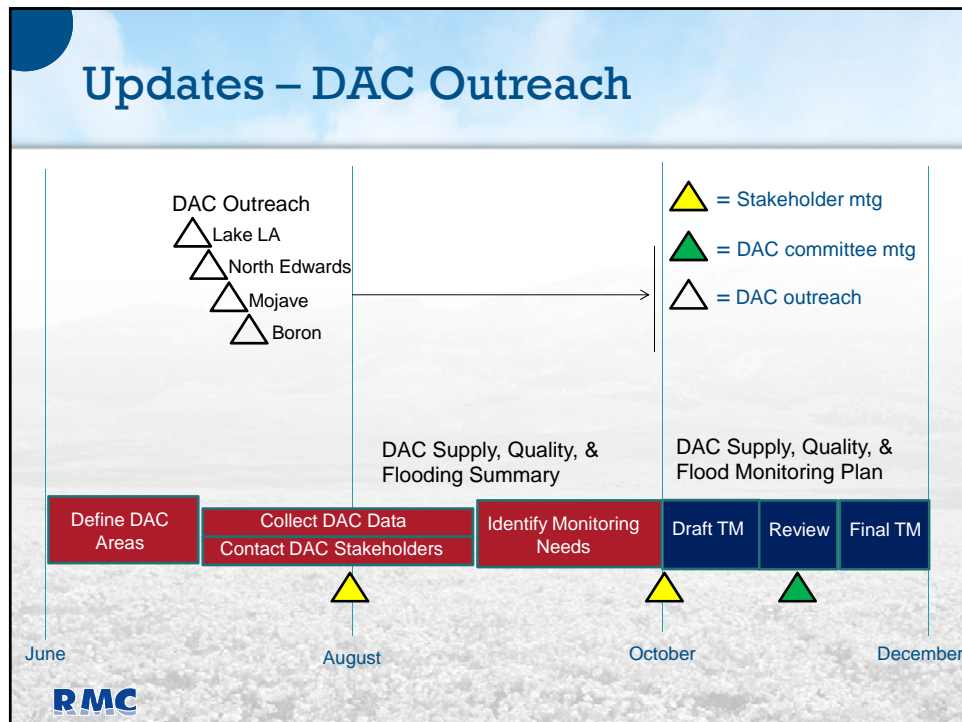 Updates – DAC Outreach
DAC Outreach
Lake LA
North Edwards
Mojave
Boron
= Stakeholder mtg
= DAC committee mtg
= DAC outreach
DAC Supply, Quality, &
Flooding Summary
DAC Supply, Quality, &
Flood Monitoring Plan
Define DAC
Areas
Collect DAC Data
Contact DAC Stakeholders
Identify Monitoring
Needs
Draft TM
Review
Final TM
June
August
October
December
RMC